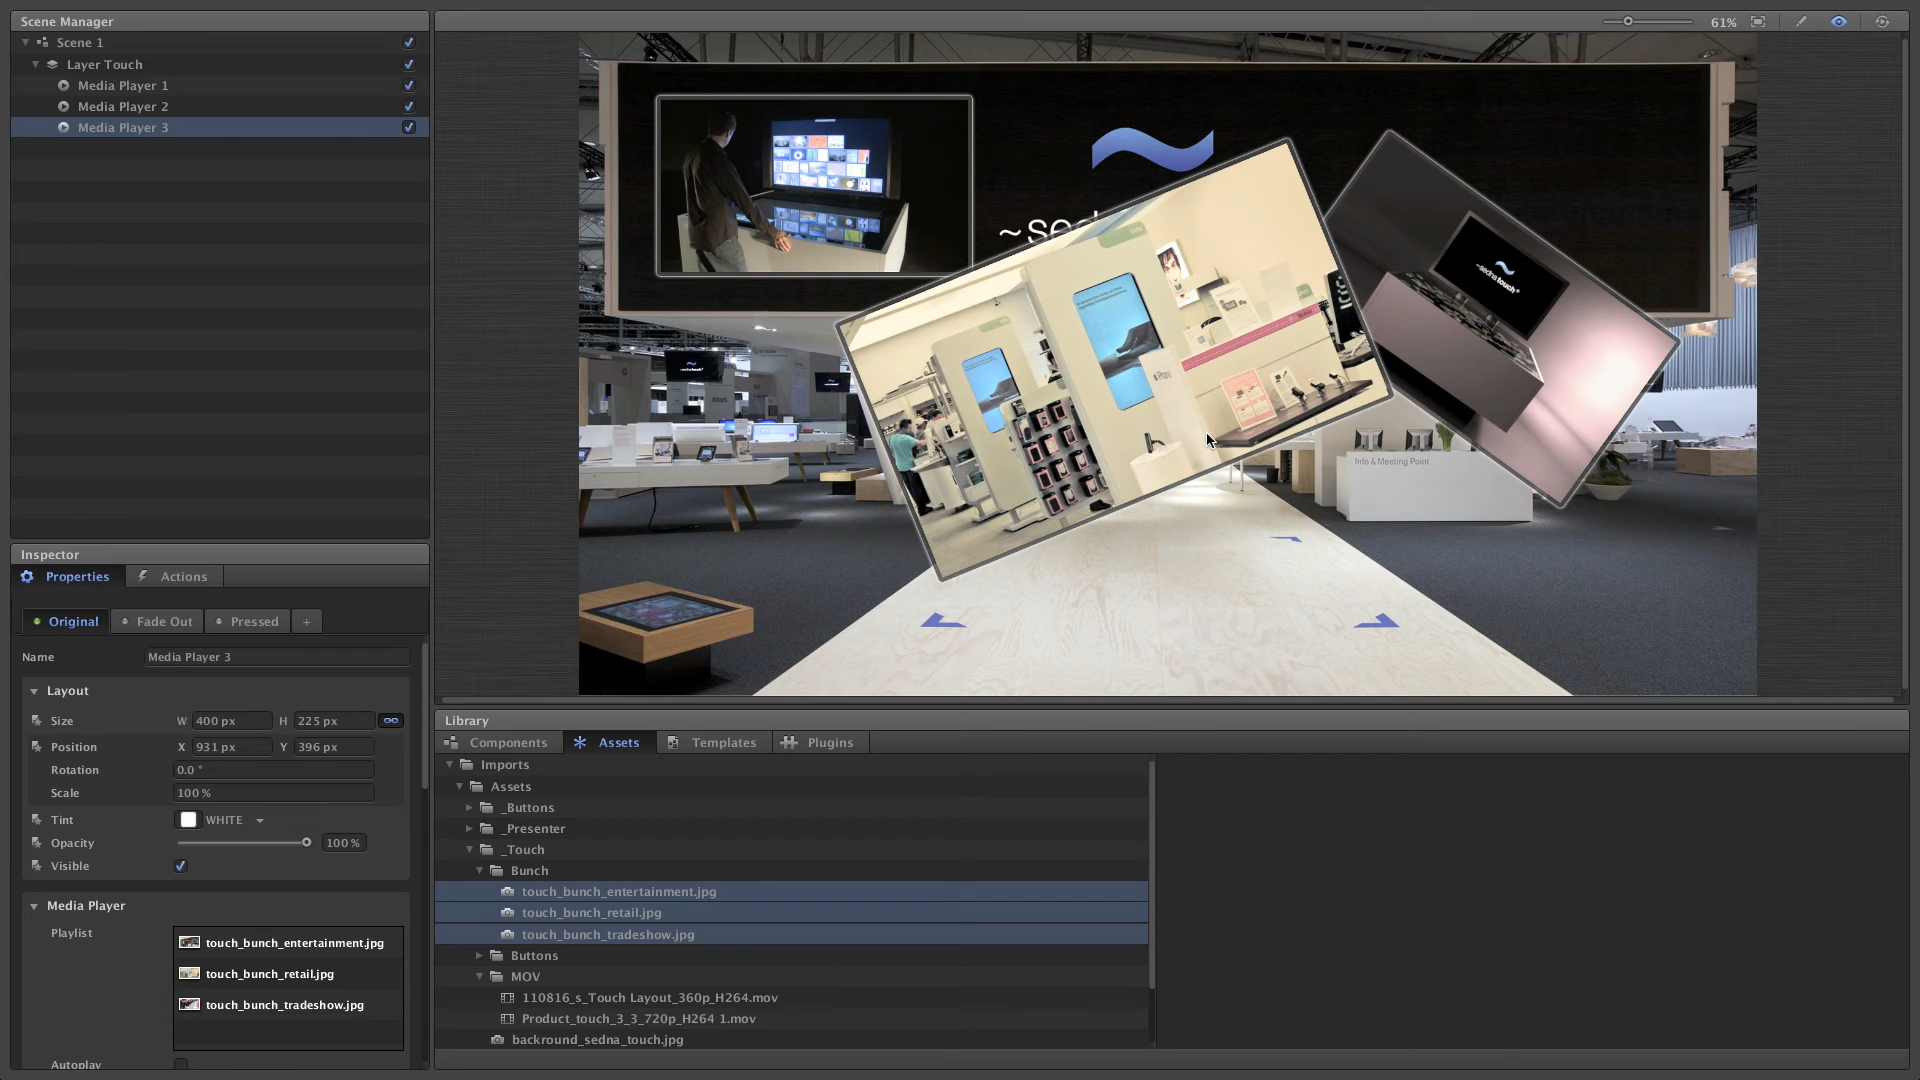 Scene Manager
Scene 1
Layer Touch
Media Player 1
Media Player 2
Media Player 3
61%
~sed
~sedna touch®
Info & Meeting Point
Inspector
Properties
Actions
Original
Fade Out
Pressed
+
Name
Media Player 3
Layout
Size
W
400 px
H
225 px
Position
X
931 px
Y
396 px
Rotation
0.0 °
Scale
100 %
Tint
WHITE
Opacity
100 %
Visible
Media Player
Playlist
touch_bunch_entertainment.jpg
touch_bunch_retail.jpg
touch_bunch_tradeshow.jpg
Autoplay
Library
Components
Assets
Templates
Plugins
Imports
Assets
_Buttons
_Presenter
_Touch
Bunch
touch_bunch_entertainment.jpg
touch_bunch_retail.jpg
touch_bunch_tradeshow.jpg
Buttons
MOV
110816_s_Touch Layout_360p_H264.mov
Product_touch_3_3_720p_H264 1.mov
backround_sedna_touch.jpg